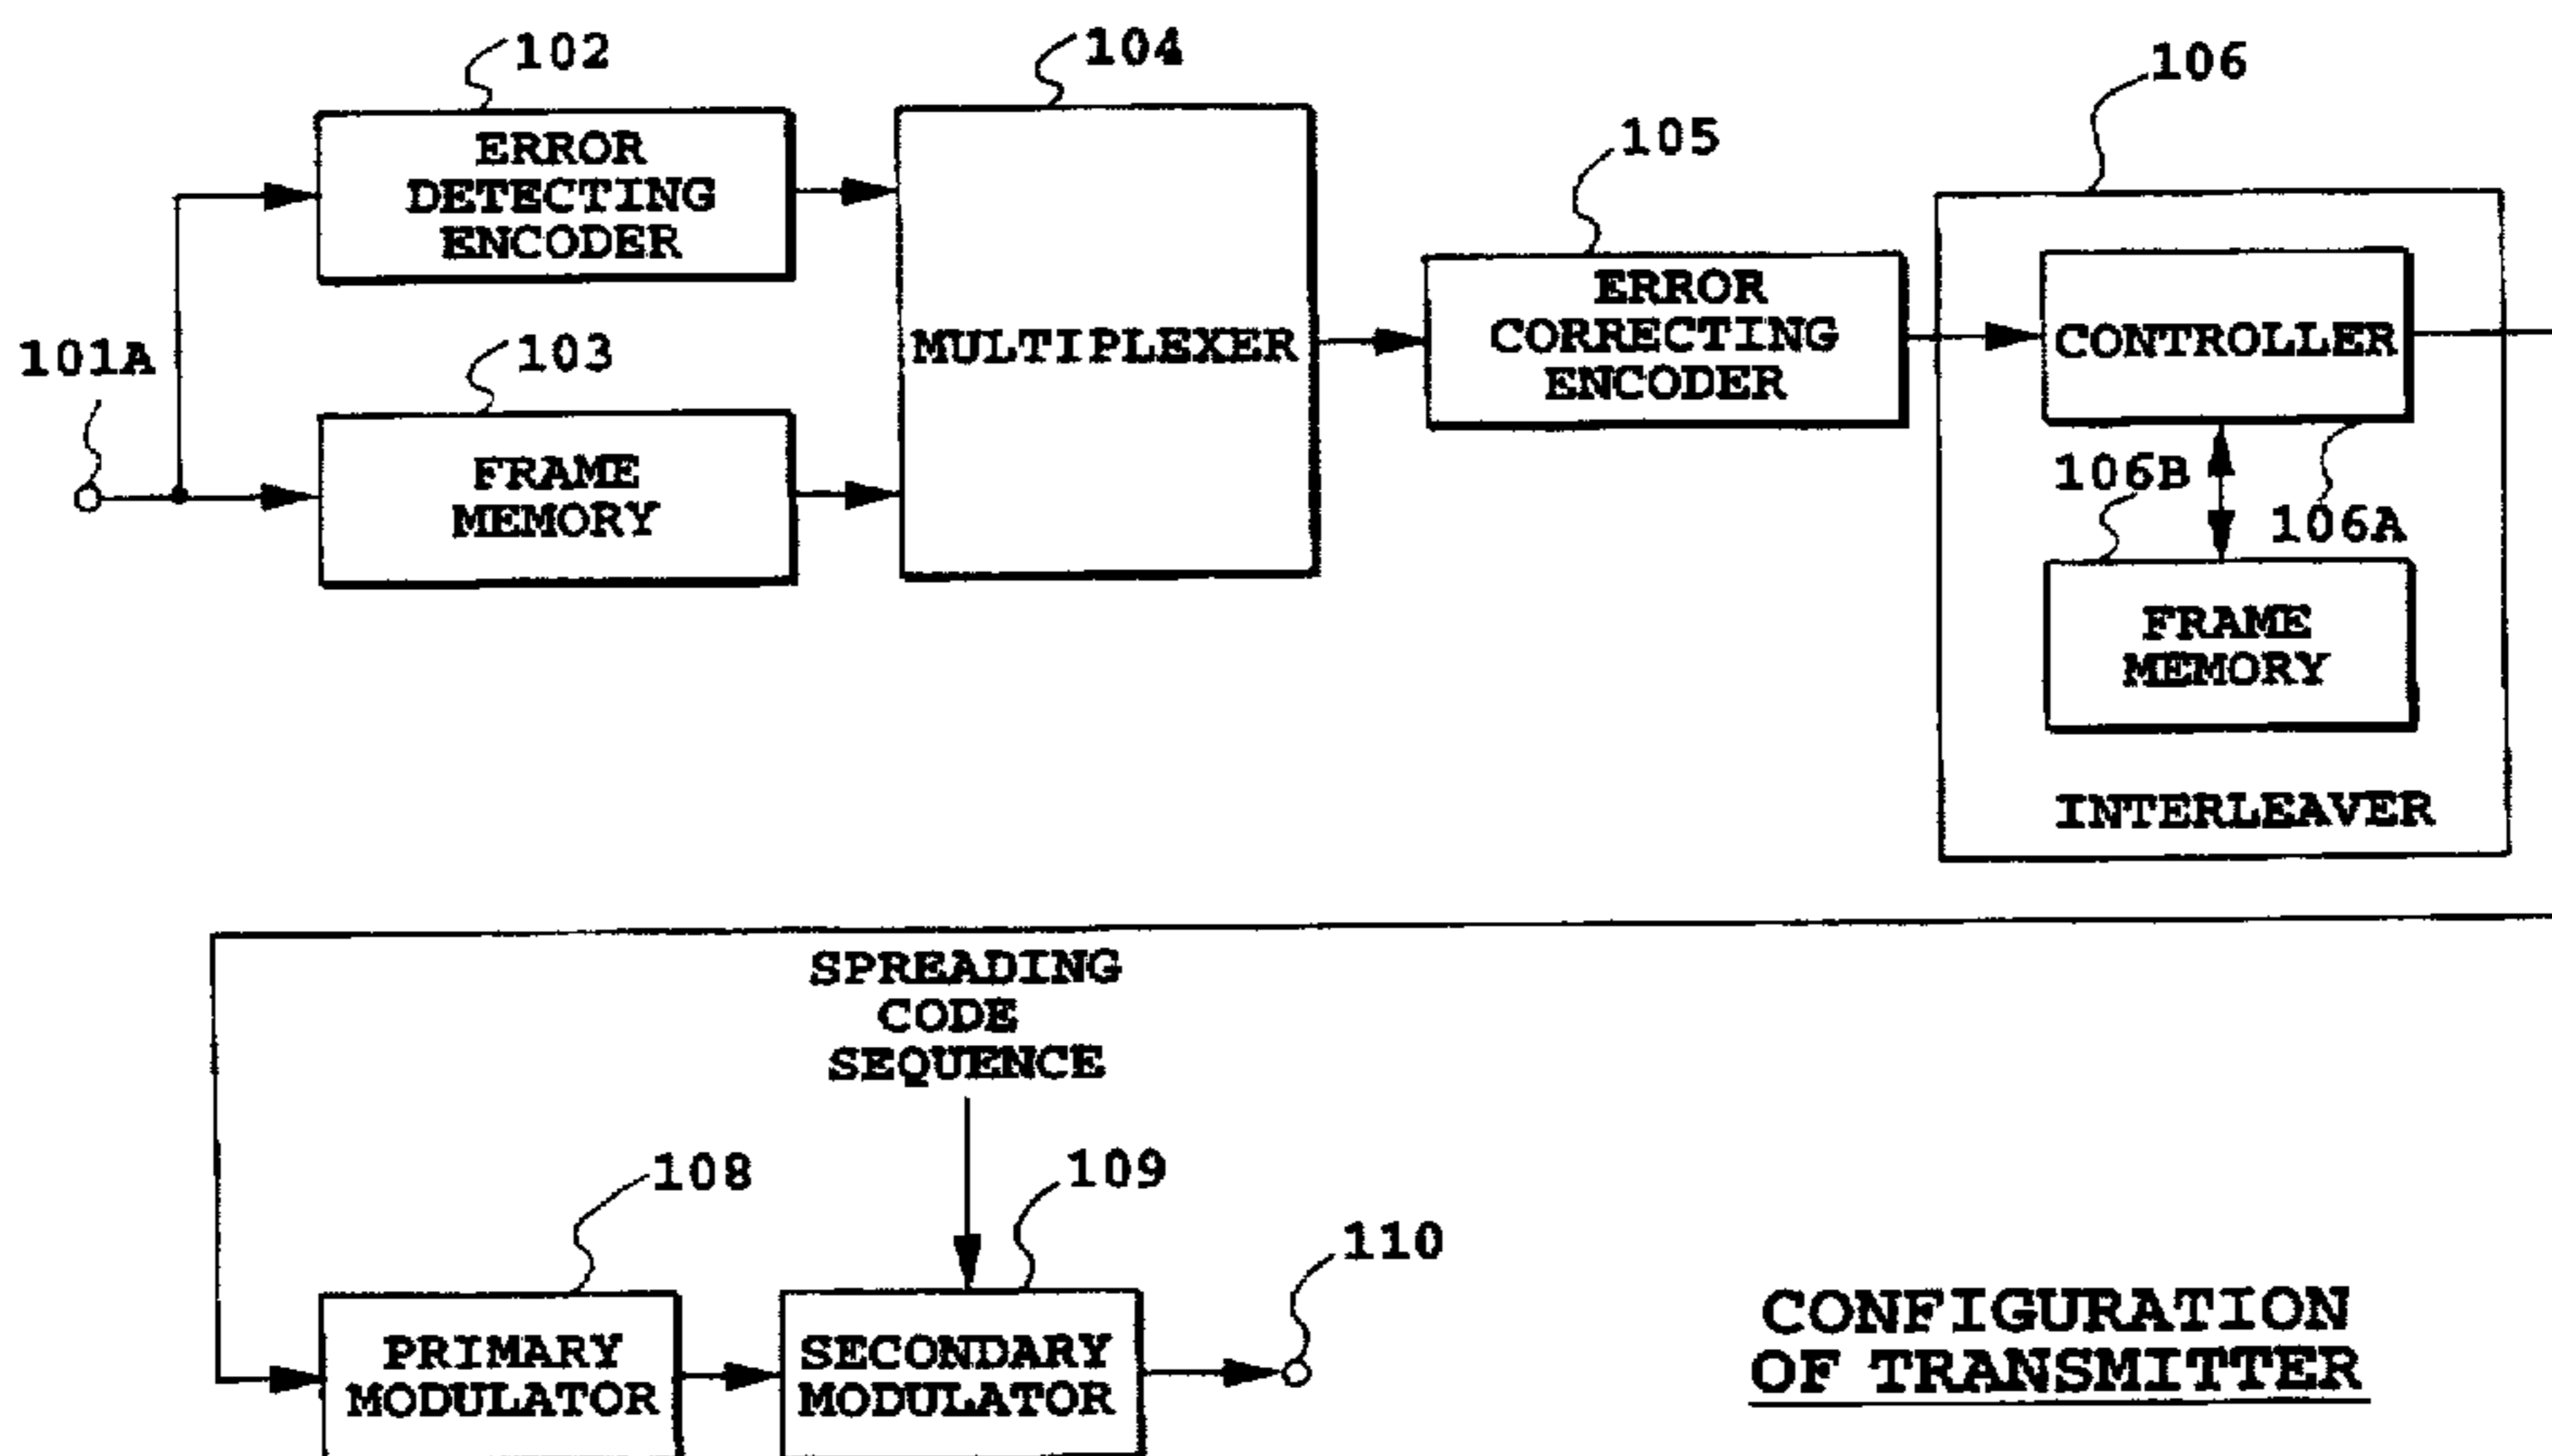 102
104
106
105
ERROR
DETECTING
ENCODER
101A
103
MULTIPLEXER
ERROR
CORRECTING
ENCODER
CONTROLLER
FRAME
MEMORY
106B
106A
FRAME
MEMORY
INTERLEAVER
SPREADING
CODE
SEQUENCE
108
109
110
PRIMARY
MODULATOR
SECONDARY
MODULATOR
CONFIGURATION
OF TRANSMITTER